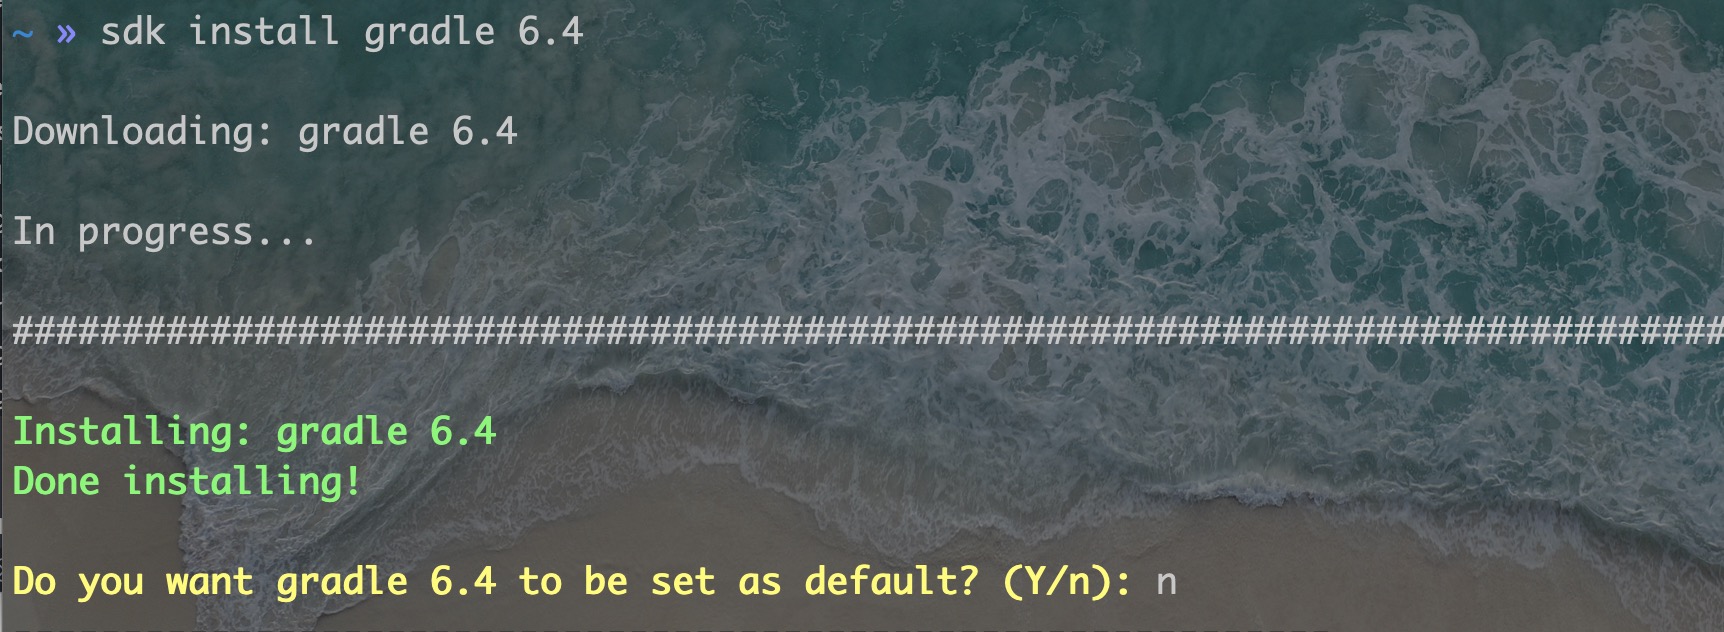 ~ » sdk install gradle 6.4
Downloading: gradle 6.4
In progress...
##############################################################################
Installing: gradle 6.4
Done installing!
Do you want gradle 6.4 to be set as default? (Y/n): n